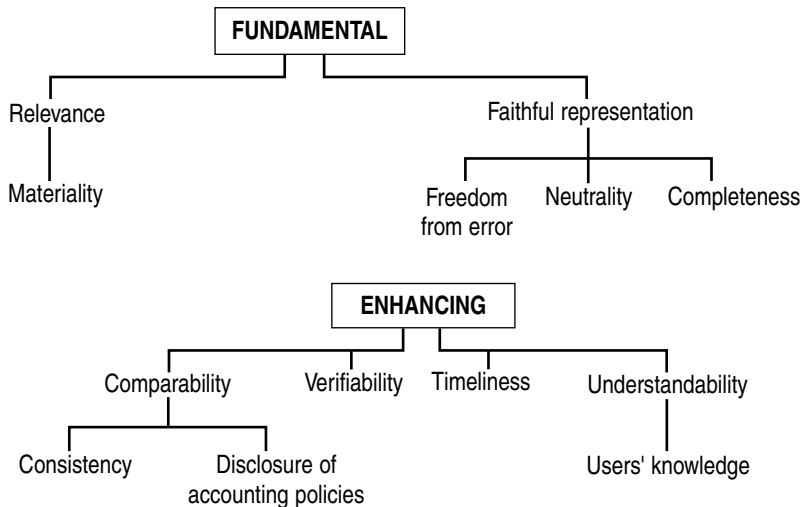 FUNDAMENTAL
Relevance
Faithful representation
Materiality
Freedom
from error
Neutrality
Completeness
ENHANCING
Comparability
Verifiability
Timeliness
Understandability
Consistency
Disclosure of
accounting policies
Users' knowledge